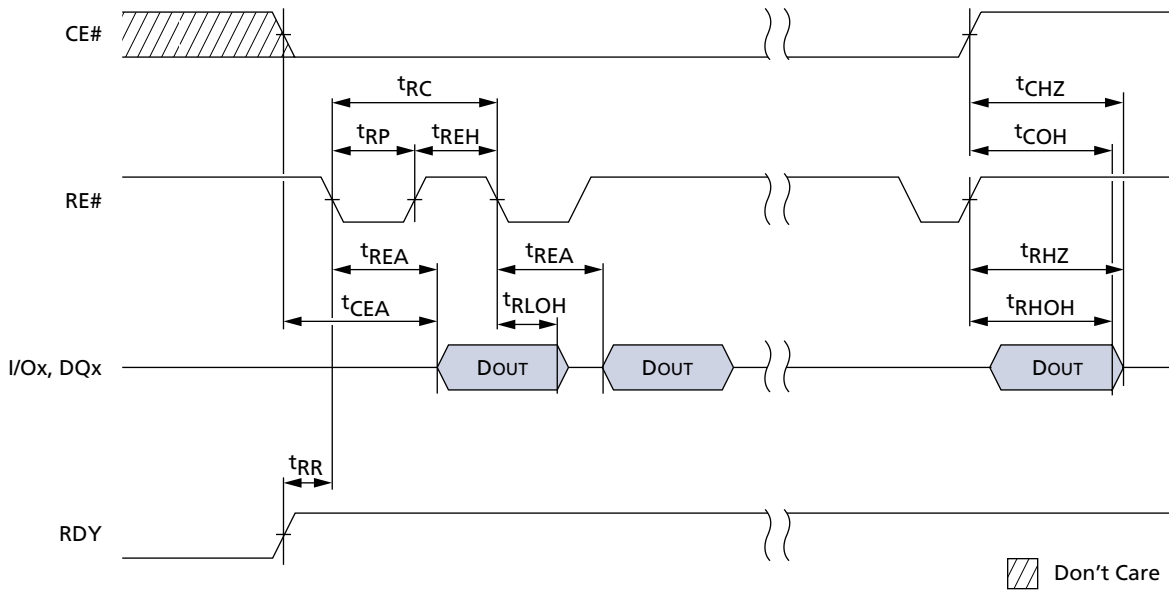 CE#
tRC
tCHZ
tRP
tREH
tCOH
RE#
tREA
tREA
tRHZ
tCEA
tRLOH
tRHOH
I/Ox, DQx
DOUT
DOUT
DOUT
tRR
RDY
Don't Care